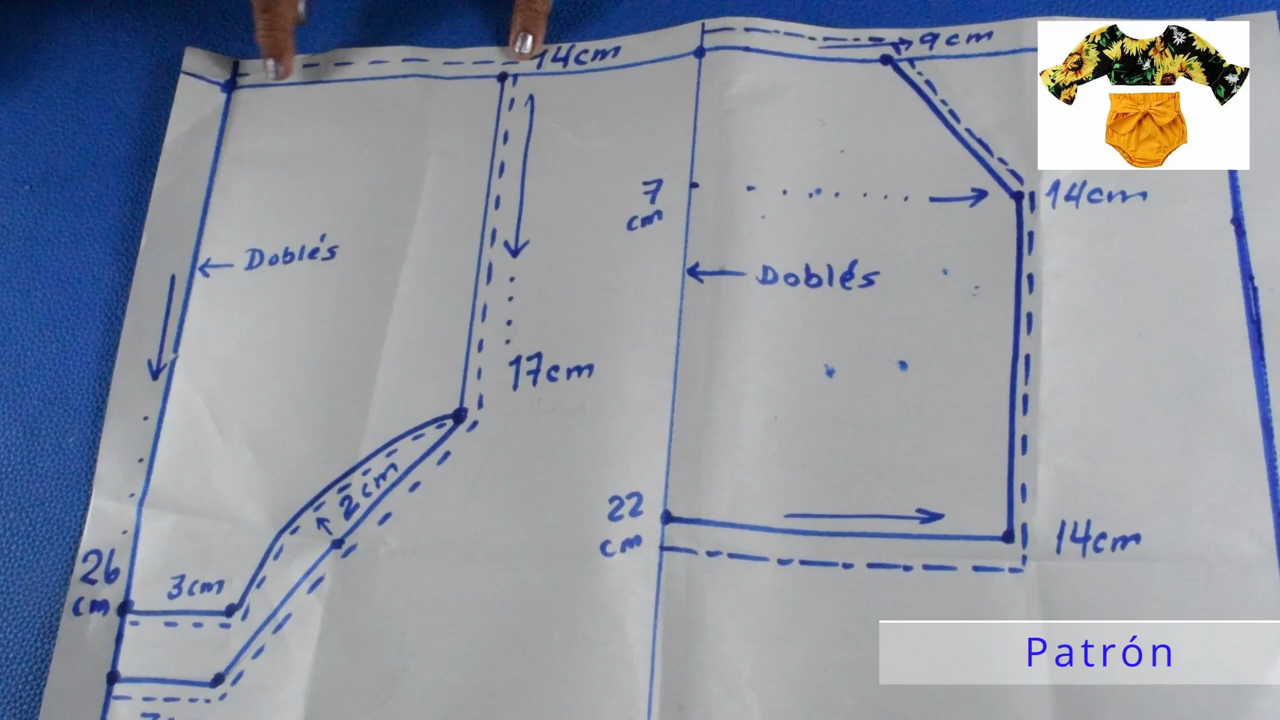 14cm
9cm
7
cm
14cm
← Doblés
← Doblés
17cm
2cm
22
cm
14cm
26
cm
3cm
Patrón